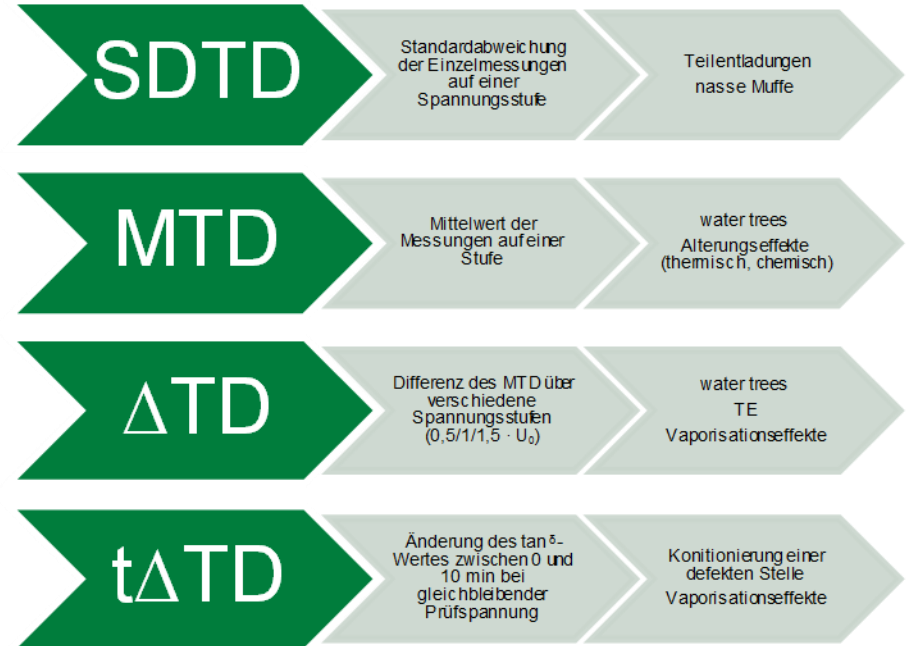 SDTD
Standardabweichung
der Einzelmessungen
auf einer
Spannungsstufe
Teilentladungen
nasse Muffe
MTD
Mittelwert der
Messungen auf einer
Stufe
water trees
Alterungseffekte
(thermisch, chemisch)
ΔTD
Differenz des MTD über
verschiedene
Spannungsstufen
(0,5/1/1,5 · U₀)
water trees
TE
Vaporisationseffekte
tΔTD
Änderung des tan δ-
Wertes zwischen 0 und
10 min bei
gleichbleibender
Prüfspannung
Konitionierung einer
defekten Stelle
Vaporisationseffekte